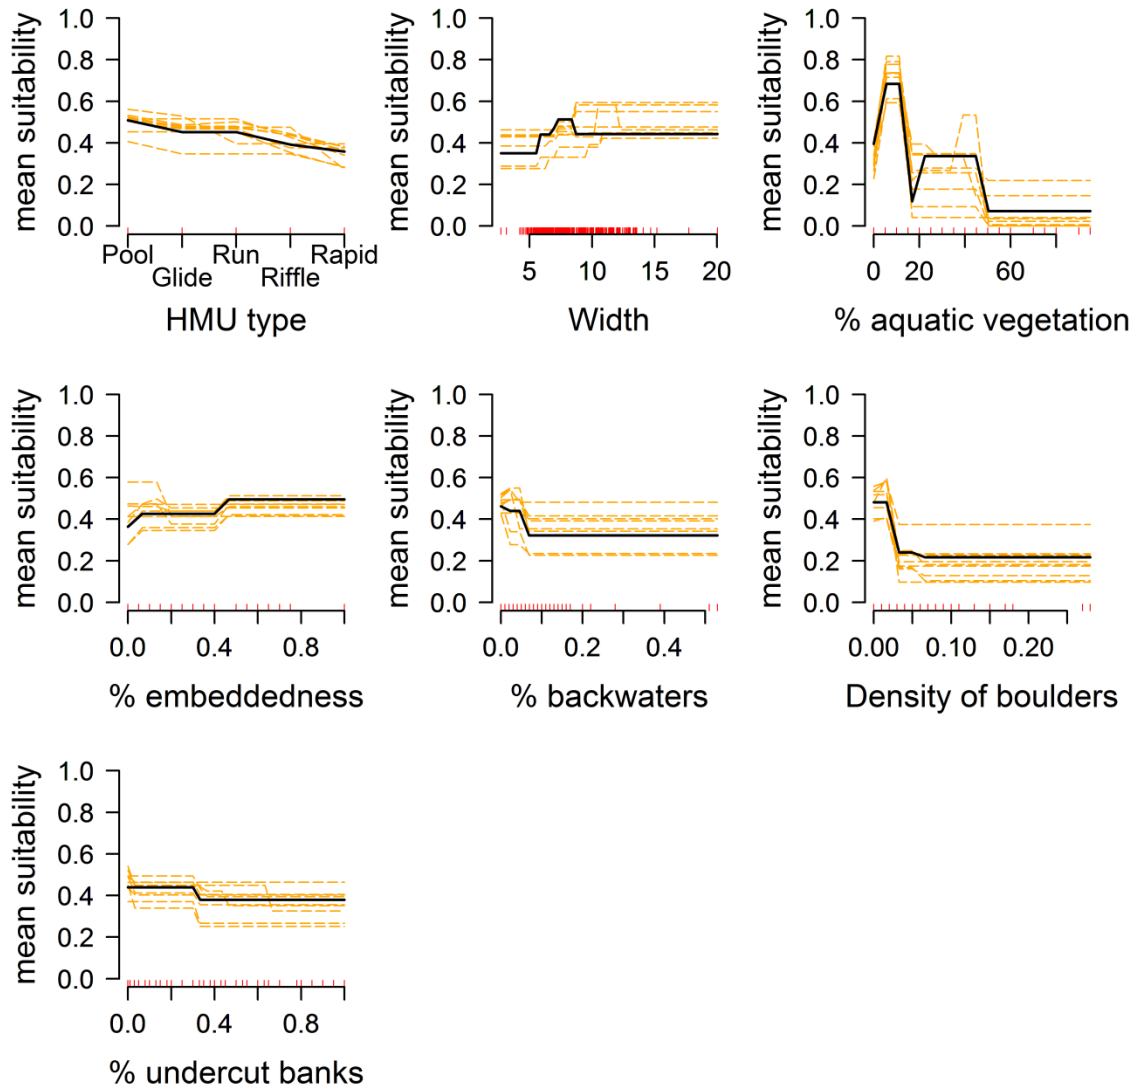 mean suitability
1.0
0.8
0.6
0.4
0.2
0.0
Pool Run Rapid
Glide Riffle
HMU type
mean suitability
1.0
0.8
0.6
0.4
0.2
0.0
5 10 15 20
Width
mean suitability
1.0
0.8
0.6
0.4
0.2
0.0
0 20 60
% aquatic vegetation
mean suitability
1.0
0.8
0.6
0.4
0.2
0.0
0.0 0.4 0.8
% embeddedness
mean suitability
1.0
0.8
0.6
0.4
0.2
0.0
0.0 0.2 0.4
% backwaters
mean suitability
1.0
0.8
0.6
0.4
0.2
0.0
0.00 0.10 0.20
Density of boulders
mean suitability
1.0
0.8
0.6
0.4
0.2
0.0
0.0 0.4 0.8
% undercut banks